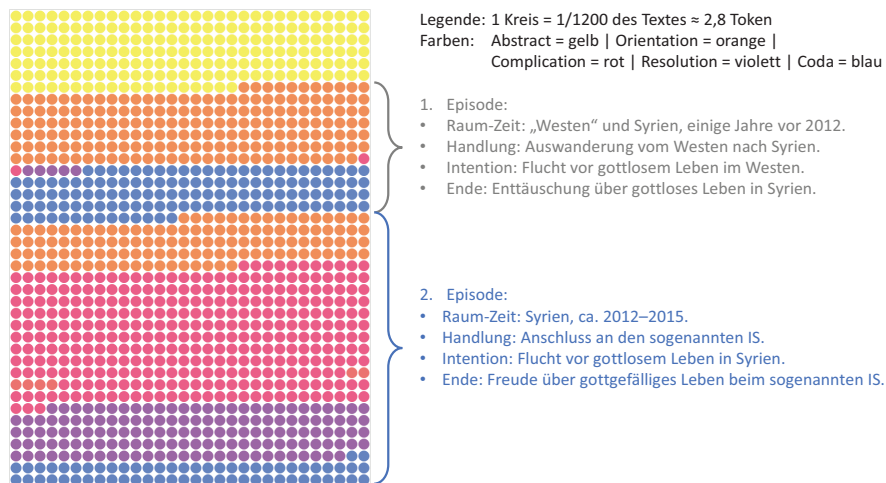 Legende: 1 Kreis = 1/1200 des Textes ≈ 2,8 Token
Farben: Abstract = gelb | Orientation = orange |
Complication = rot | Resolution = violett | Coda = blau
1. Episode:
• Raum-Zeit: „Westen“ und Syrien, einige Jahre vor 2012.
• Handlung: Auswanderung vom Westen nach Syrien.
• Intention: Flucht vor gottlosem Leben im Westen.
• Ende: Enttäuschung über gottloses Leben in Syrien.
2. Episode:
• Raum-Zeit: Syrien, ca. 2012–2015.
• Handlung: Anschluss an den sogenannten IS.
• Intention: Flucht vor gottlosem Leben in Syrien.
• Ende: Freude über gottgefälliges Leben beim sogenannten IS.